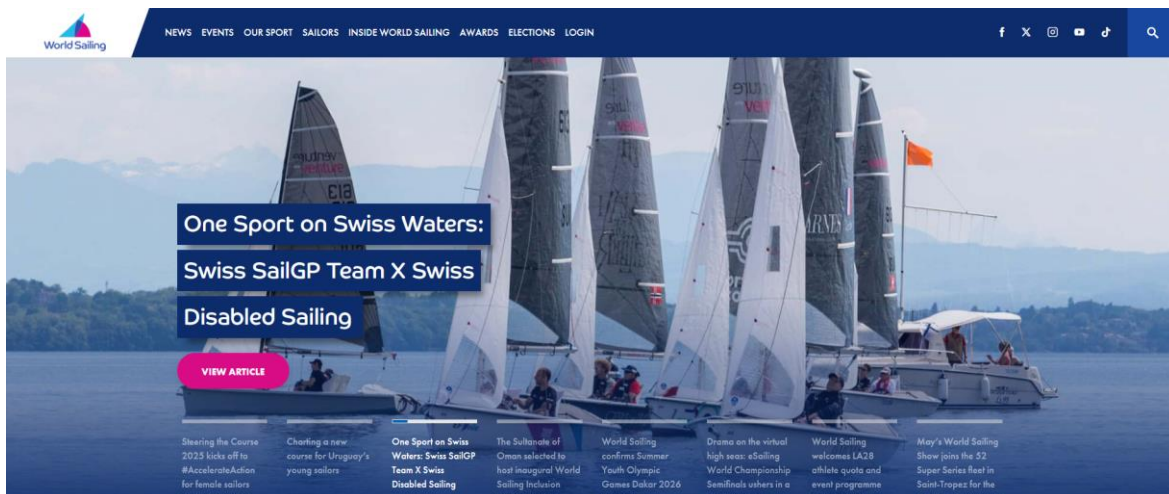 World Sailing
NEWS EVENTS OUR SPORT SAILORS INSIDE WORLD SAILING AWARDS ELECTIONS LOGIN
venture
venture
venture
613
One Sport on Swiss Waters:
Swiss SailGP Team X Swiss
Disabled Sailing
VIEW ARTICLE
Steering the Course
2025 kicks off to
#AccelerateAction
for female sailors
Charting a new
course for Uruguay's
young sailors
One Sport on Swiss
Waters: Swiss SailGP
Team X Swiss
Disabled Sailing
The Sultanate of
Oman selected to
host inaugural World
Sailing Inclusion
World Sailing
confirms Summer
Youth Olympic
Games Dakar 2026
Drama on the virtual
high seas: eSailing
World Championship
Semifinals ushers in a
World Sailing
welcomes LA28
athlete quota and
event programme
May's World Sailing
Show joins the 52
Super Series fleet in
Saint-Tropez for the